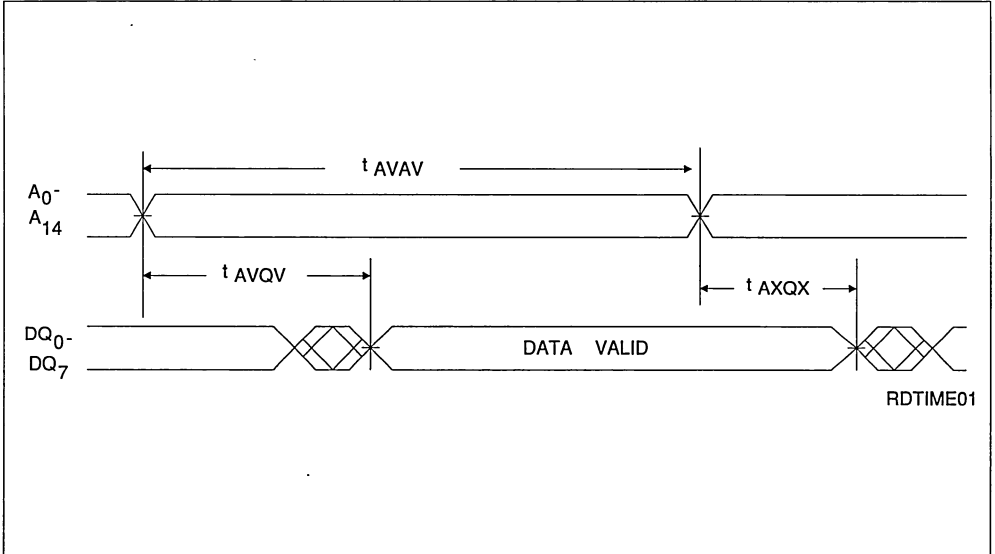 t AVAV
A0-
A14
t AVQV
t AXQX
DQ0-
DQ7
DATA VALID
RDTIME01